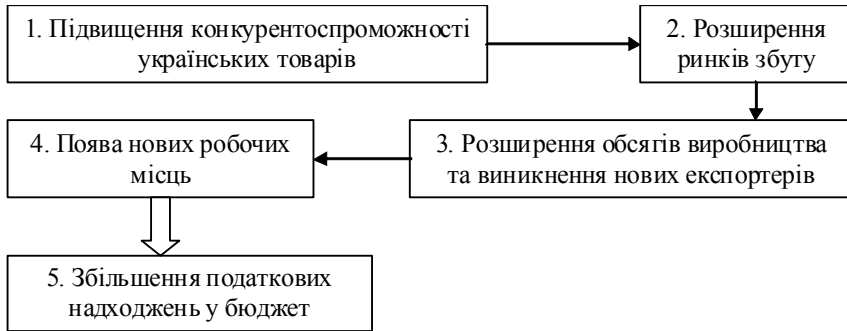 1. Підвищення конкурентоспроможності
українських товарів
2. Розширення
ринків збуту
3. Розширення обсягів виробництва
та виникнення нових експортерів
4. Поява нових робочих
місць
5. Збільшення податкових
надходжень у бюджет